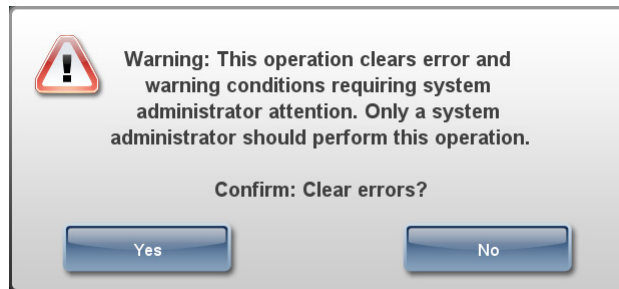 Warning: This operation clears error and
warning conditions requiring system
administrator attention. Only a system
administrator should perform this operation.
Confirm: Clear errors?
Yes
No